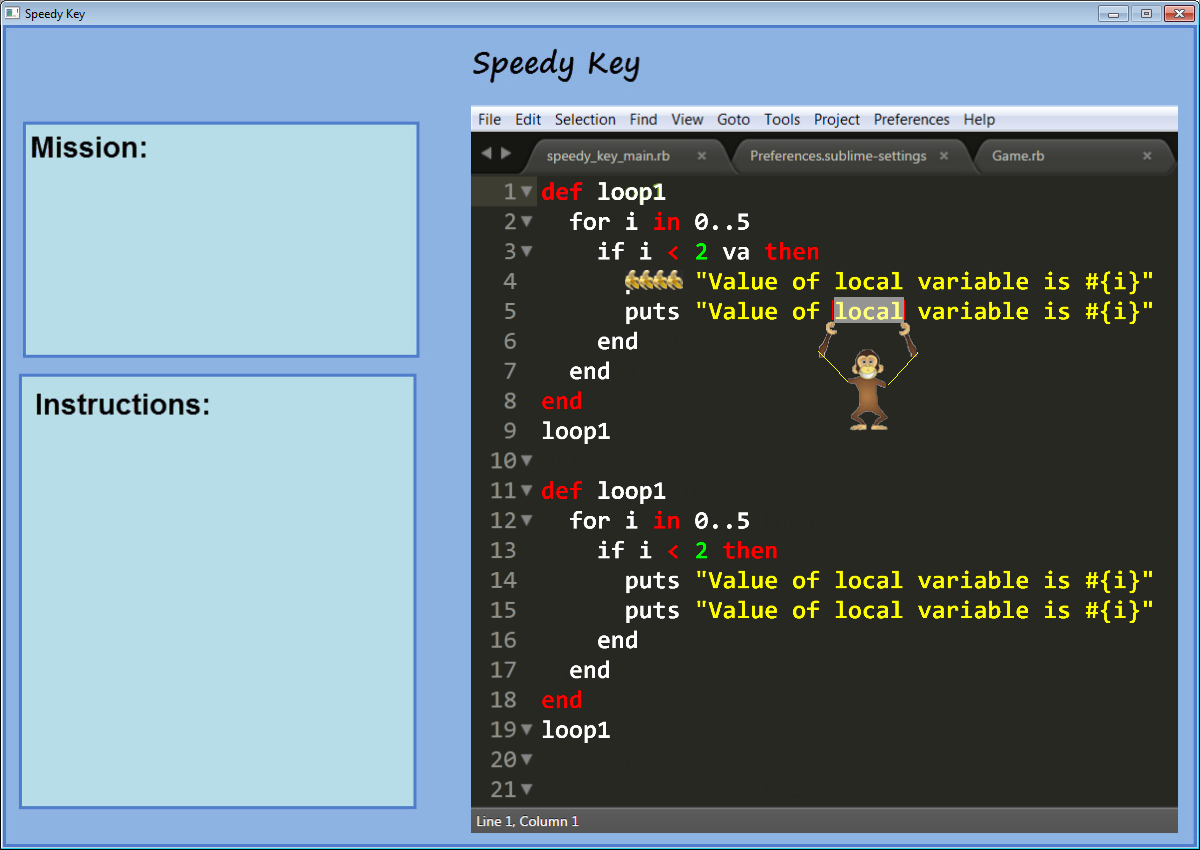 Speedy Key
Speedy Key
Mission:
Instructions:
File Edit Selection Find View Goto Tools Project Preferences Help
speedy_key_main.rb × Preferences.sublime-settings × Game.rb ×
1 def loop1
2 for i in 0..5
3 if i < 2 va then
4 "Value of local variable is #{i}"
5 puts "Value of local variable is #{i}"
6 end
7 end
8 end
9 loop1
10
11 def loop1
12 for i in 0..5
13 if i < 2 then
14 puts "Value of local variable is #{i}"
15 puts "Value of local variable is #{i}"
16 end
17 end
18 end
19 loop1
20
21
Line 1, Column 1